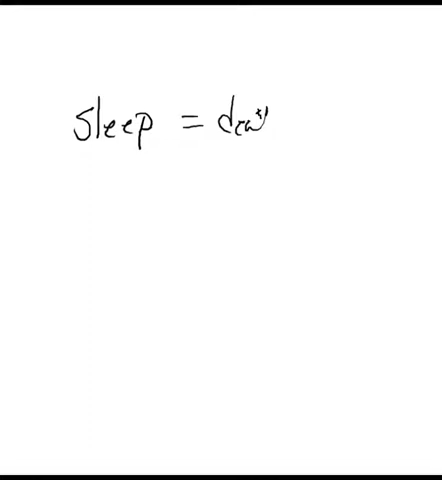 sleep =